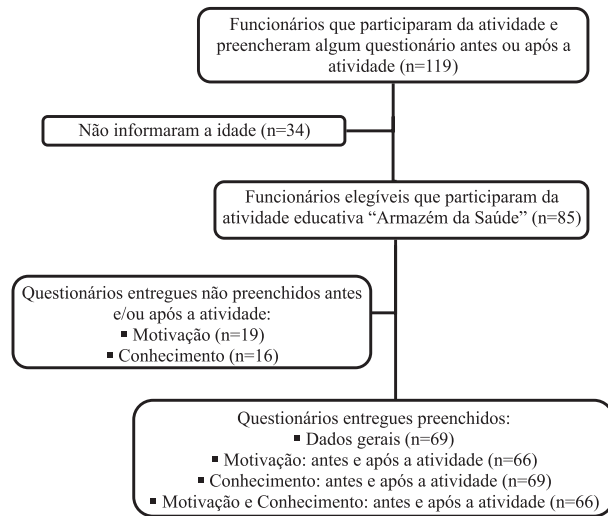 Funcionários que participaram da atividade e
preencheram algum questionário antes ou após a
atividade (n=119)
Não informaram a idade (n=34)
Funcionários elegíveis que participaram da
atividade educativa “Armazém da Saúde” (n=85)
Questionários entregues não preenchidos antes
e/ou após a atividade:
▪ Motivação (n=19)
▪ Conhecimento (n=16)
Questionários entregues preenchidos:
▪ Dados gerais (n=69)
▪ Motivação: antes e após a atividade (n=66)
▪ Conhecimento: antes e após a atividade (n=69)
▪ Motivação e Conhecimento: antes e após a atividade (n=66)